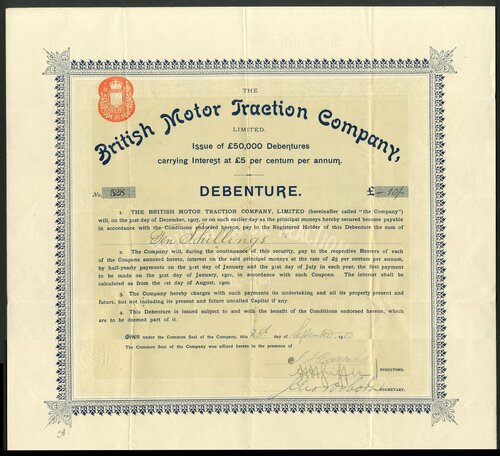 THE
British Motor Traction Company,
LIMITED.
Issue of £50,000 Debentures
carrying Interest at £5 per centum per annum.
No. 528 DEBENTURE. £ -10/-
1. THE BRITISH MOTOR TRACTION COMPANY, LIMITED (hereinafter called "the Company")
will, on the 31st day of December, 1907, or on such earlier day as the principal moneys hereby secured become payable
in accordance with the Conditions endorsed hereon, pay to the Registered Holder of this Debenture the sum of
Ten Shillings
2. The Company will, during the continuance of this security, pay to the respective Bearers of each
of the Coupons annexed hereto, interest on the said principal moneys at the rate of £5 per centum per annum,
by half-yearly payments on the 31st day of January and the 31st day of July in each year, the first payment
to be made on the 31st day of January, 1901, in accordance with such Coupons. The interest shall be
calculated as from the 1st day of August, 1900.
3. The Company hereby charges with such payments its undertaking and all its property present and
future, but not including its present and future uncalled Capital if any.
4. This Debenture is issued subject to and with the benefit of the Conditions endorsed hereon, which
are to be deemed part of it.
Given under the Common Seal of the Company, this 25th day of September
The Common Seal of the Company was affixed hereto in the presence of
DIRECTORS.
SECRETARY.